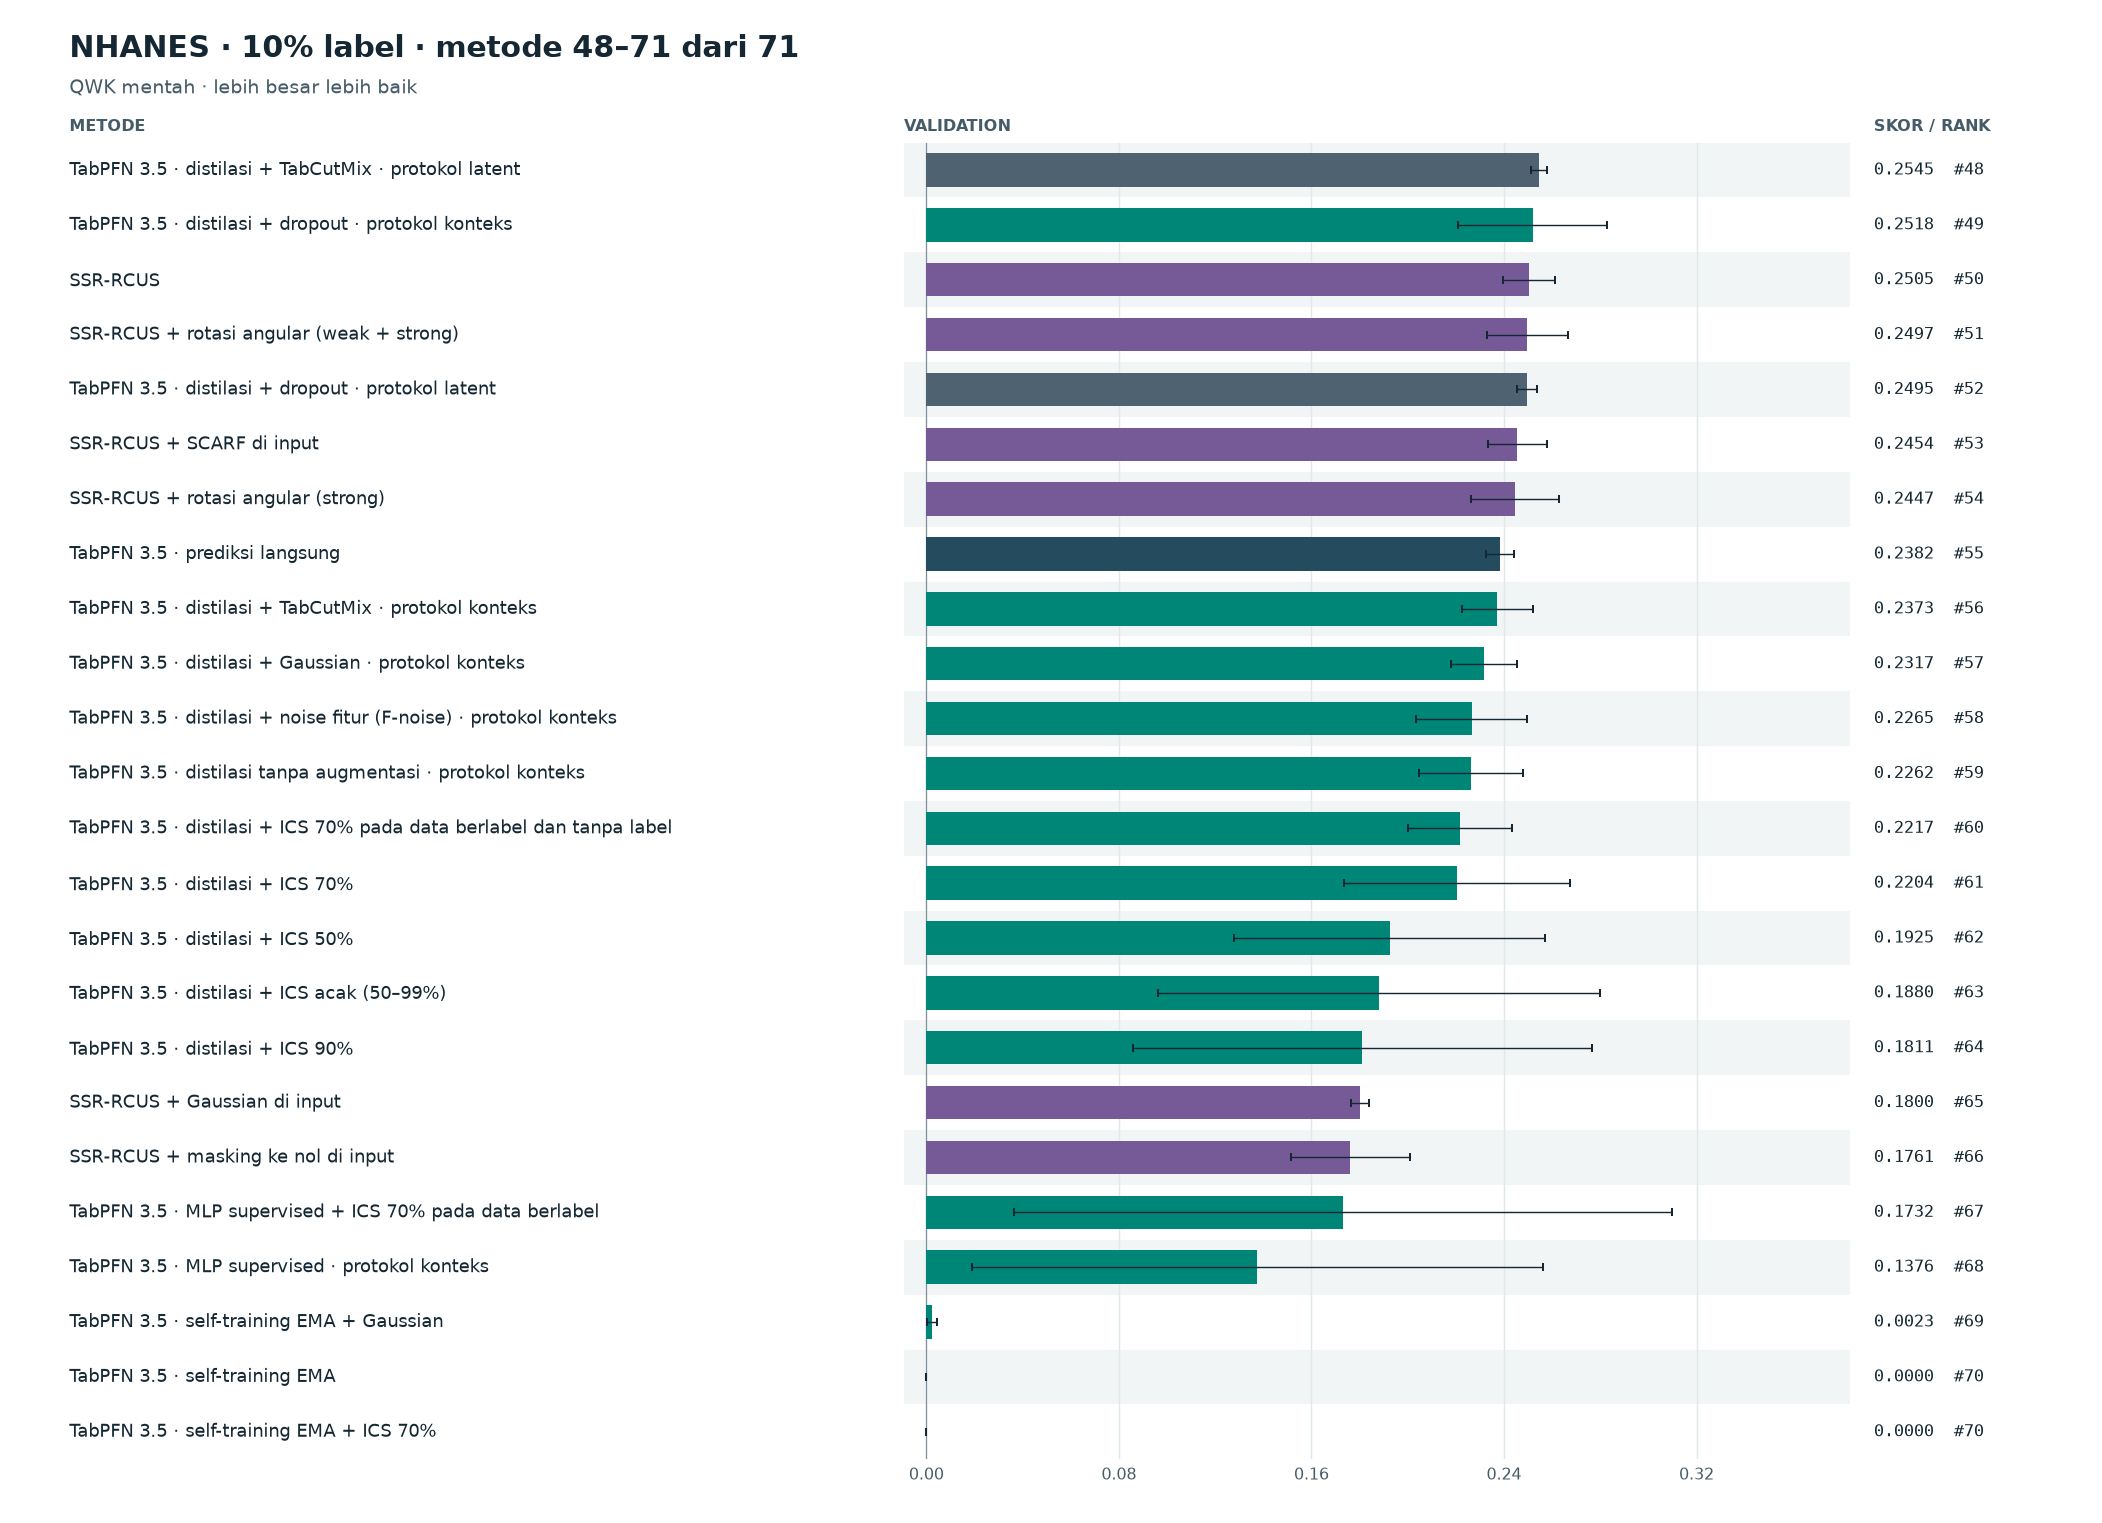 NHANES · 10% label · metode 48–71 dari 71
QWK mentah · lebih besar lebih baik
METODE VALIDATION SKOR / RANK
TabPFN 3.5 · distilasi + TabCutMix · protokol latent 0.2545 #48
TabPFN 3.5 · distilasi + dropout · protokol konteks 0.2518 #49
SSR-RCUS 0.2505 #50
SSR-RCUS + rotasi angular (weak + strong) 0.2497 #51
TabPFN 3.5 · distilasi + dropout · protokol latent 0.2495 #52
SSR-RCUS + SCARF di input 0.2454 #53
SSR-RCUS + rotasi angular (strong) 0.2447 #54
TabPFN 3.5 · prediksi langsung 0.2382 #55
TabPFN 3.5 · distilasi + TabCutMix · protokol konteks 0.2373 #56
TabPFN 3.5 · distilasi + Gaussian · protokol konteks 0.2317 #57
TabPFN 3.5 · distilasi + noise fitur (F-noise) · protokol konteks 0.2265 #58
TabPFN 3.5 · distilasi tanpa augmentasi · protokol konteks 0.2262 #59
TabPFN 3.5 · distilasi + ICS 70% pada data berlabel dan tanpa label 0.2217 #60
TabPFN 3.5 · distilasi + ICS 70% 0.2204 #61
TabPFN 3.5 · distilasi + ICS 50% 0.1925 #62
TabPFN 3.5 · distilasi + ICS acak (50–99%) 0.1880 #63
TabPFN 3.5 · distilasi + ICS 90% 0.1811 #64
SSR-RCUS + Gaussian di input 0.1800 #65
SSR-RCUS + masking ke nol di input 0.1761 #66
TabPFN 3.5 · MLP supervised + ICS 70% pada data berlabel 0.1732 #67
TabPFN 3.5 · MLP supervised · protokol konteks 0.1376 #68
TabPFN 3.5 · self-training EMA + Gaussian 0.0023 #69
TabPFN 3.5 · self-training EMA 0.0000 #70
TabPFN 3.5 · self-training EMA + ICS 70% 0.0000 #70
0.00 0.08 0.16 0.24 0.32